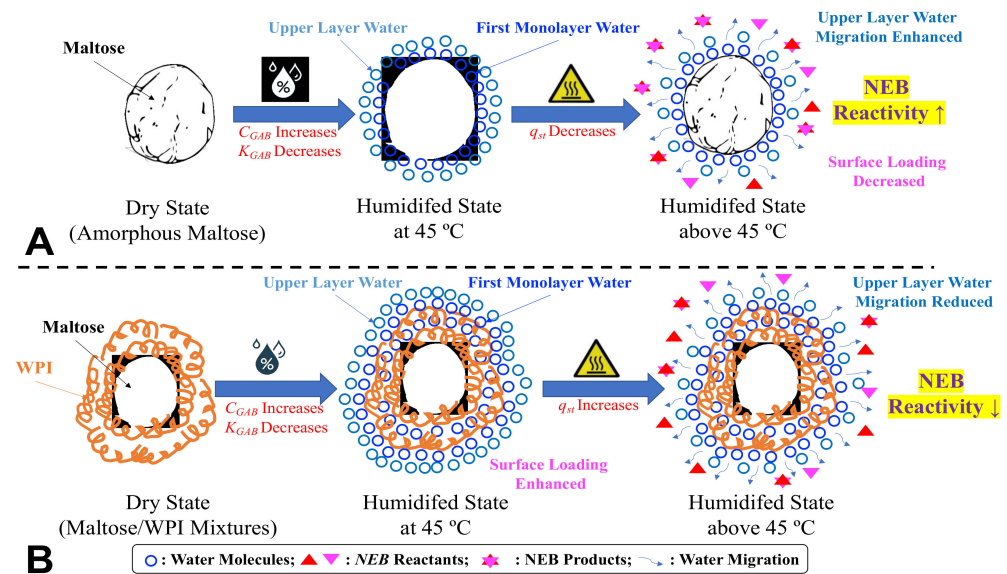 Maltose
Upper Layer Water
First Monolayer Water
Upper Layer Water
Migration Enhanced
%
C_GAB Increases
K_GAB Decreases
q_st Decreases
NEB
Reactivity ↑
Surface Loading
Decreased
Dry State
(Amorphous Maltose)
Humidifed State
at 45 ºC
Humidifed State
above 45 ºC
A
Upper Layer Water
First Monolayer Water
Upper Layer Water
Migration Reduced
Maltose
WPI
%
C_GAB Increases
K_GAB Decreases
q_st Increases
NEB
Reactivity ↓
Surface Loading
Enhanced
Dry State
(Maltose/WPI Mixtures)
Humidifed State
at 45 ºC
Humidifed State
above 45 ºC
B
: Water Molecules; : NEB Reactants; : NEB Products; : Water Migration